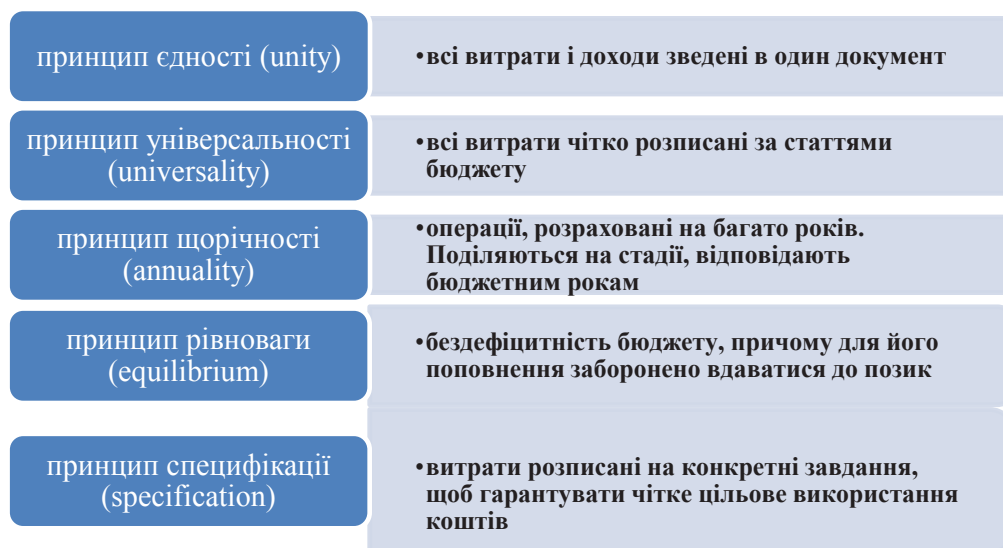 принцип єдності (unity)
•всі витрати і доходи зведені в один документ
принцип універсальності
(universality)
•всі витрати чітко розписані за статтями
бюджету
принцип щорічності
(annuality)
•операції, розраховані на багато років.
Поділяються на стадії, відповідають
бюджетним рокам
принцип рівноваги
(equilibrium)
•бездефіцитність бюджету, причому для його
поповнення заборонено вдаватися до позик
принцип специфікації
(specification)
•витрати розписані на конкретні завдання,
щоб гарантувати чітке цільове використання
коштів